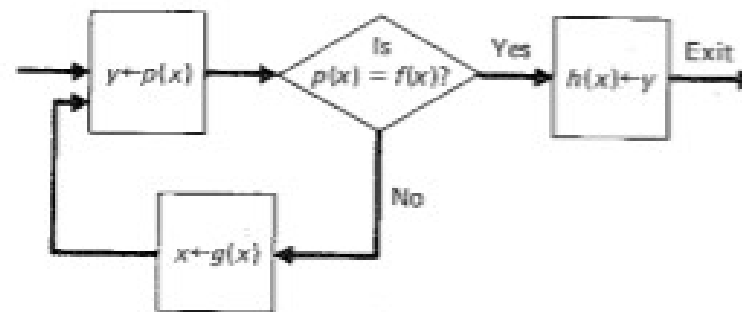 y←p(x)
Is
p(x) = f(x)?
Yes
h(x)←y
Exit
No
x←g(x)